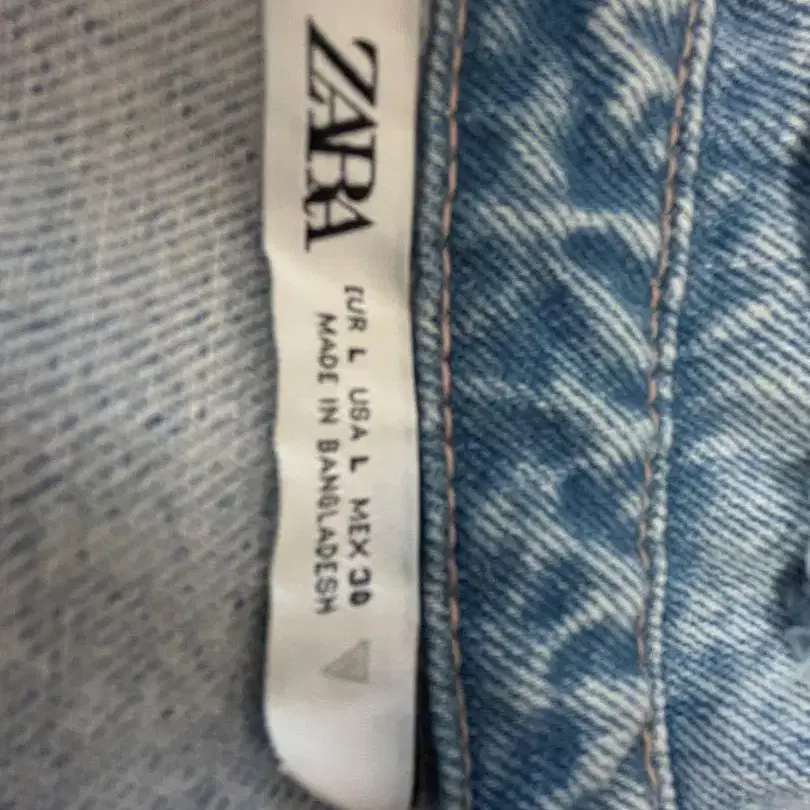 ZARA
EUR L USA L MEX 30
MADE IN BANGLADESH